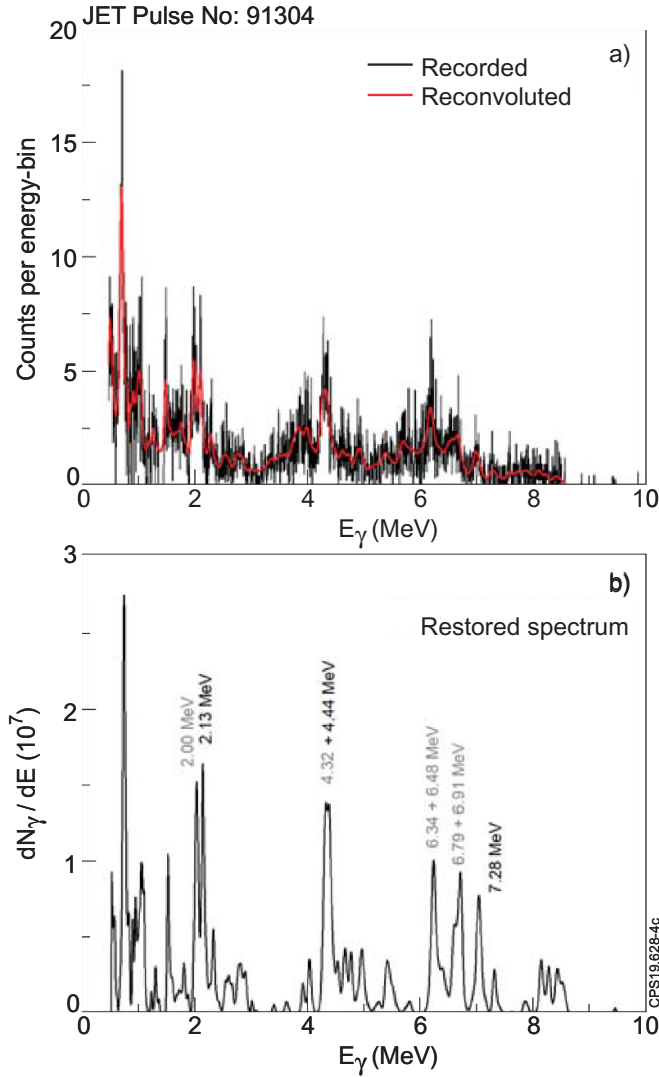 JET Pulse No: 91304
20
15
10
5
0
Counts per energy-bin
a)
Recorded
Reconvoluted
0 2 4 6 8 10
Eγ (MeV)
3
2
1
0
dNγ / dE (10⁷)
b)
Restored spectrum
2.00 MeV
2.13 MeV
4.32 + 4.44 MeV
6.34 + 6.48 MeV
6.79 + 6.91 MeV
7.28 MeV
0 2 4 6 8 10
Eγ (MeV)
CPS19.628-4c